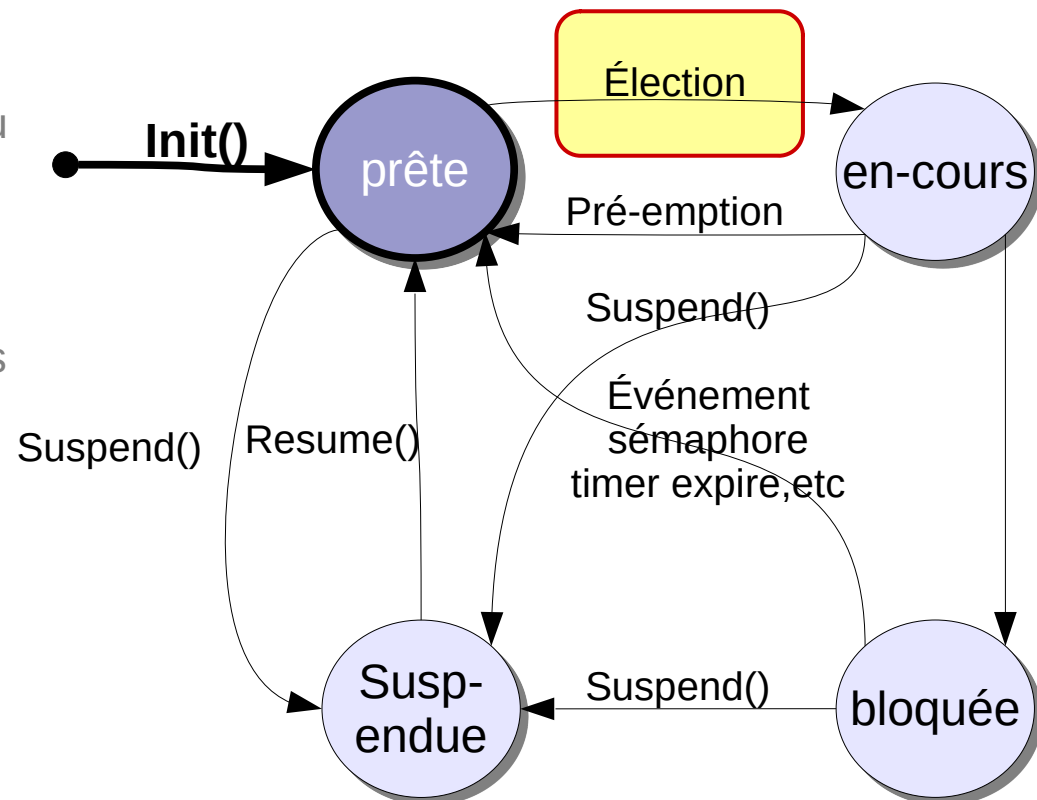 Élection
u
Init()
prête
en-cours
Pré-emption
Suspend()
s
Événement
sémaphore
timer expire,etc
Suspend()
Resume()
Susp-
endue
Suspend()
bloquée